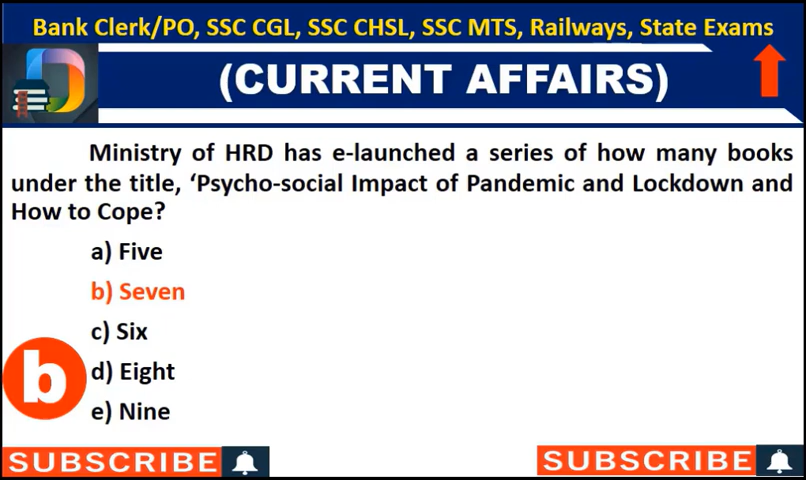 Bank Clerk/PO, SSC CGL, SSC CHSL, SSC MTS, Railways, State Exams
(CURRENT AFFAIRS)
Ministry of HRD has e-launched a series of how many books
under the title, ‘Psycho-social Impact of Pandemic and Lockdown and
How to Cope?
a) Five
b) Seven
c) Six
d) Eight
e) Nine
b
SUBSCRIBE
SUBSCRIBE